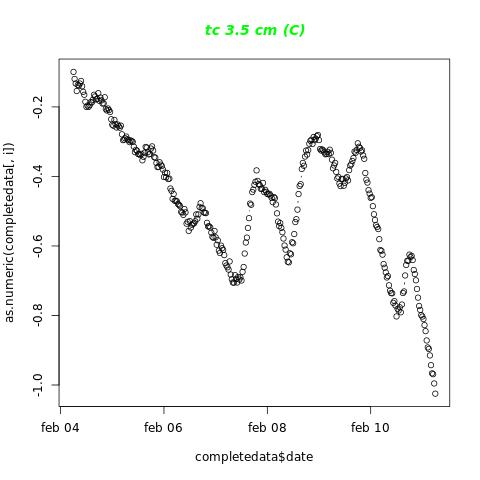 tc 3.5 cm (C)
as.numeric(completedata[, i])
-0.2
-0.4
-0.6
-0.8
-1.0
feb 04
feb 06
feb 08
feb 10
completedata$date